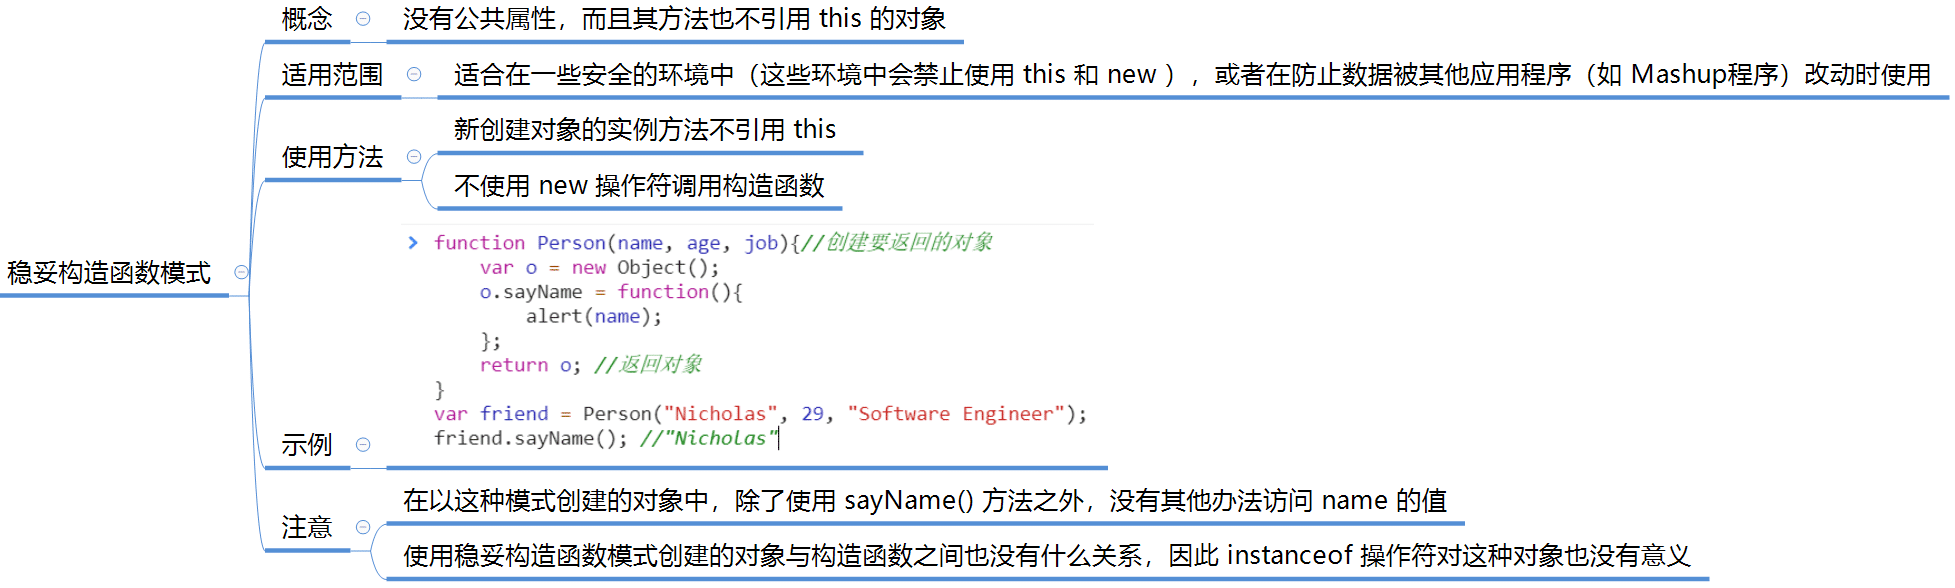 稳妥构造函数模式
概念
没有公共属性，而且其方法也不引用 this 的对象
适用范围
适合在一些安全的环境中（这些环境中会禁止使用 this 和 new ），或者在防止数据被其他应用程序（如 Mashup程序）改动时使用
使用方法
新创建对象的实例方法不引用 this
不使用 new 操作符调用构造函数
示例
function Person(name, age, job){//创建要返回的对象
    var o = new Object();
    o.sayName = function(){
        alert(name);
    };
    return o; //返回对象
}
var friend = Person("Nicholas", 29, "Software Engineer");
friend.sayName(); //"Nicholas"
注意
在以这种模式创建的对象中，除了使用 sayName() 方法之外，没有其他办法访问 name 的值
使用稳妥构造函数模式创建的对象与构造函数之间也没有什么关系，因此 instanceof 操作符对这种对象也没有意义